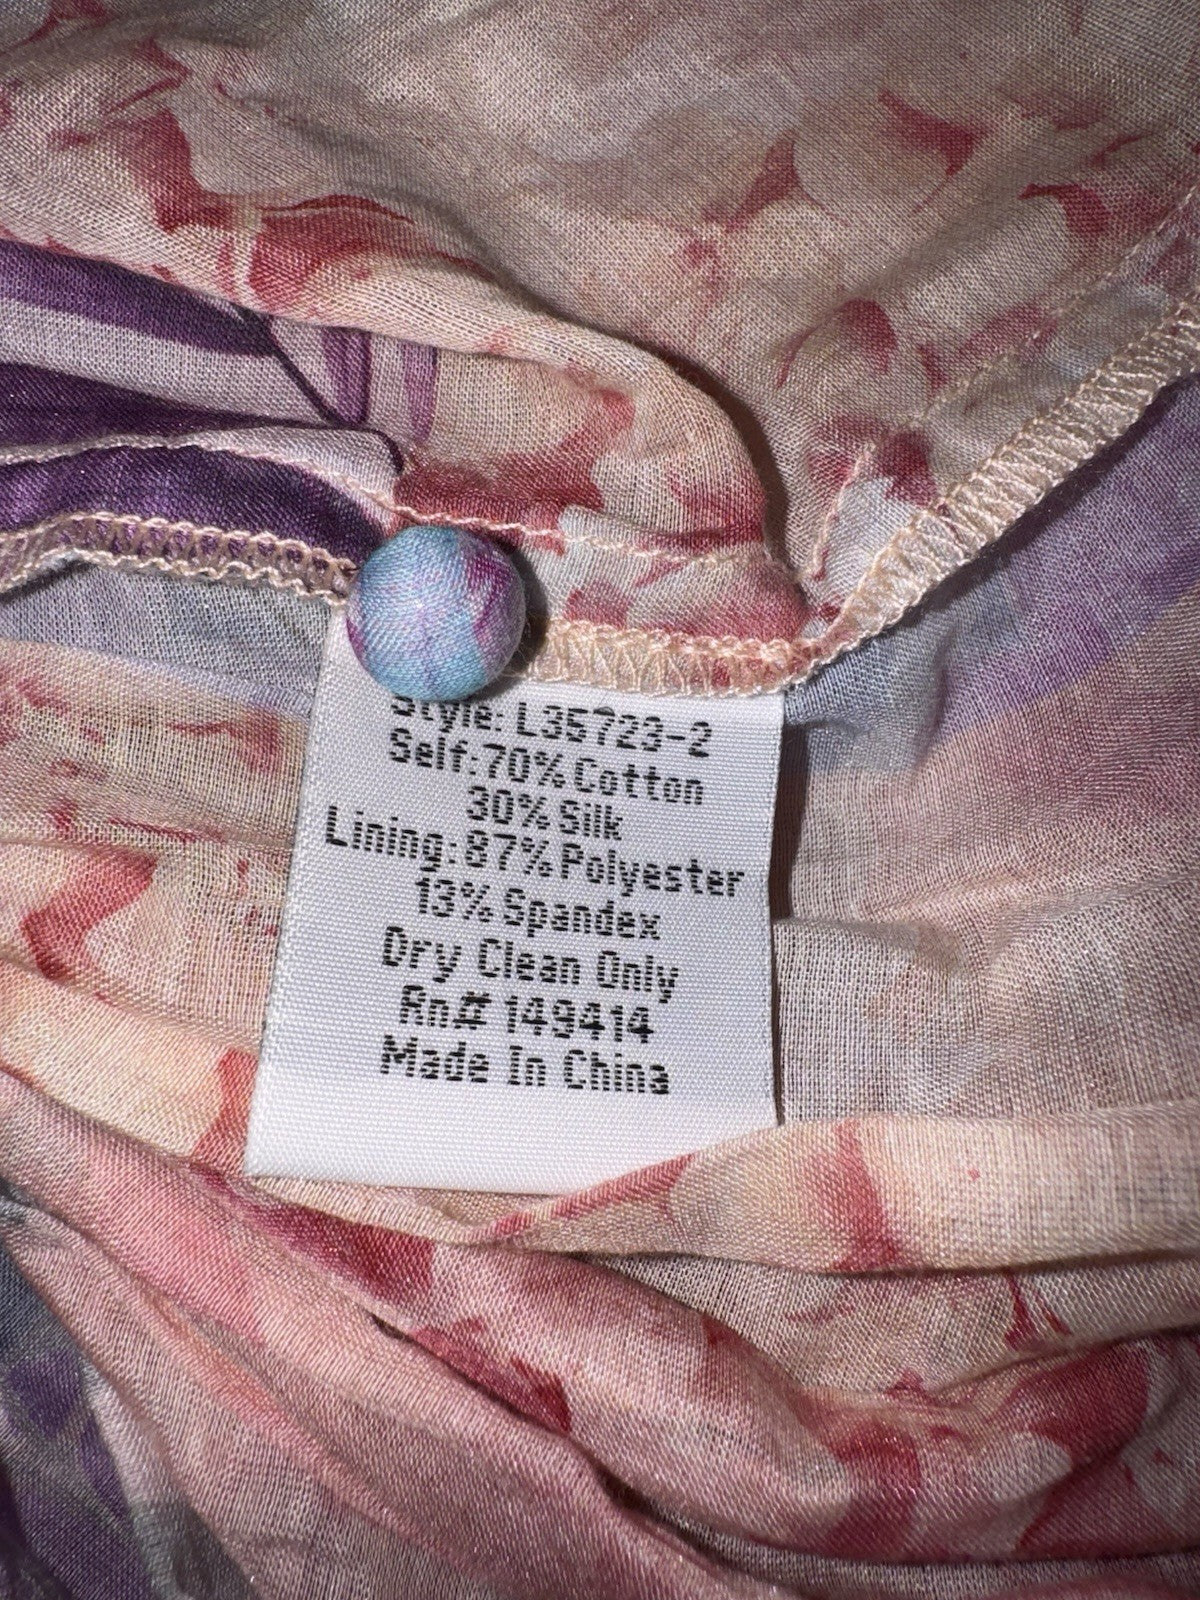 Style: L35723-2
Self:70% Cotton
30% Silk
Lining:87% Polyester
13% Spandex
Dry Clean Only
Rn# 149414
Made In China